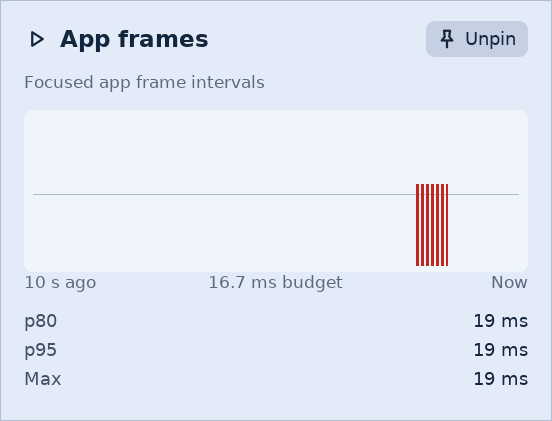 App frames
Unpin
Focused app frame intervals
10 s ago
16.7 ms budget
Now
p80
19 ms
p95
19 ms
Max
19 ms